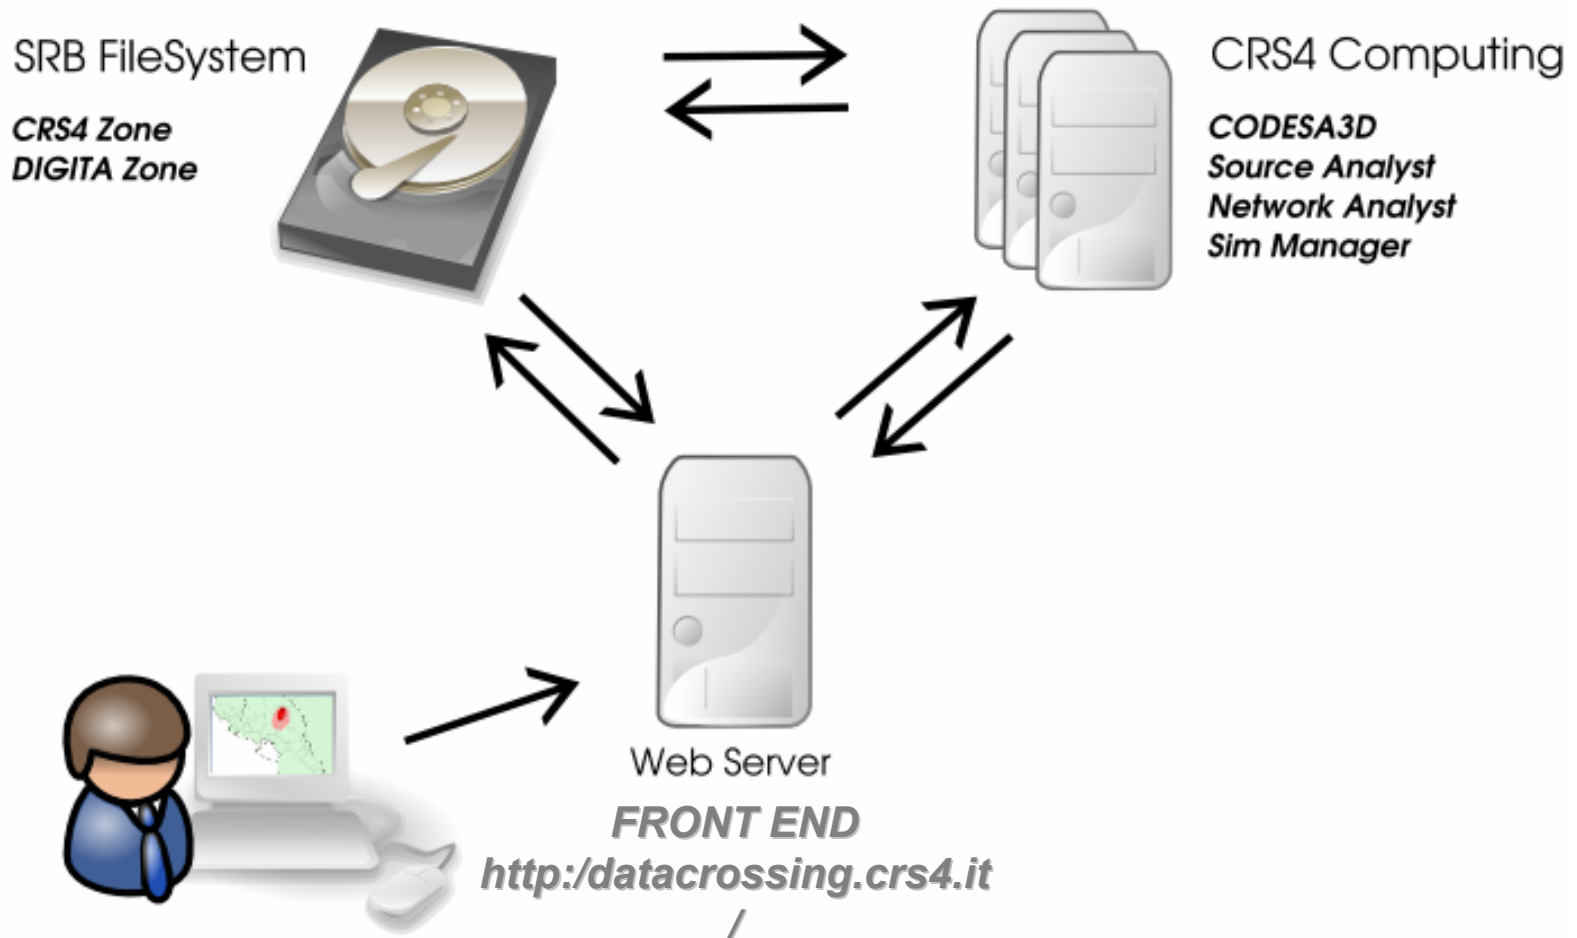 SRB FileSystem
CRS4 Zone
DIGITA Zone
CRS4 Computing
CODESA3D
Source Analyst
Network Analyst
Sim Manager
Web Server
FRONT END
http:/datacrossing.crs4.it
/